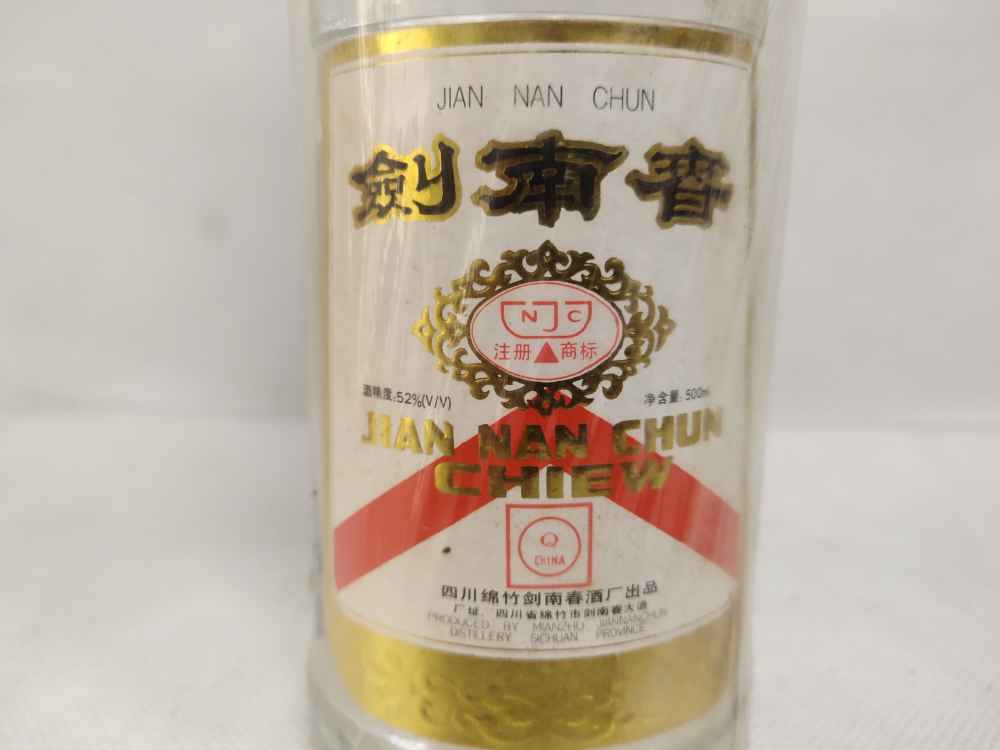 JIAN NAN CHUN
劍南春
NJC
注册▲商标
酒精度:52%(V/V)
净含量:500ml
JIAN NAN CHUN
CHIEW
Q
CHINA
四川绵竹剑南春酒厂出品
厂址:四川省绵竹市剑南春大道
PRODUCED BY MIANZHU JIANNANCHUN
DISTILLERY SICHUAN PROVINCE